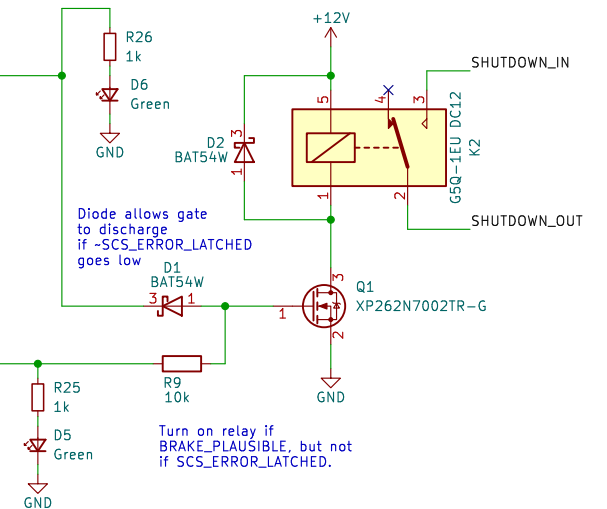 +12V
R26
1k
D6
Green
GND
SHUTDOWN_IN
5
4
3
D2
BAT54W
3
1
G5Q-1EU DC12
K2
1
2
SHUTDOWN_OUT
Diode allows gate
to discharge
if ~SCS_ERROR_LATCHED
goes low
D1
BAT54W
3
1
1
3
2
Q1
XP262N7002TR-G
GND
R9
10k
R25
1k
D5
Green
GND
Turn on relay if
BRAKE_PLAUSIBLE, but not
if SCS_ERROR_LATCHED.